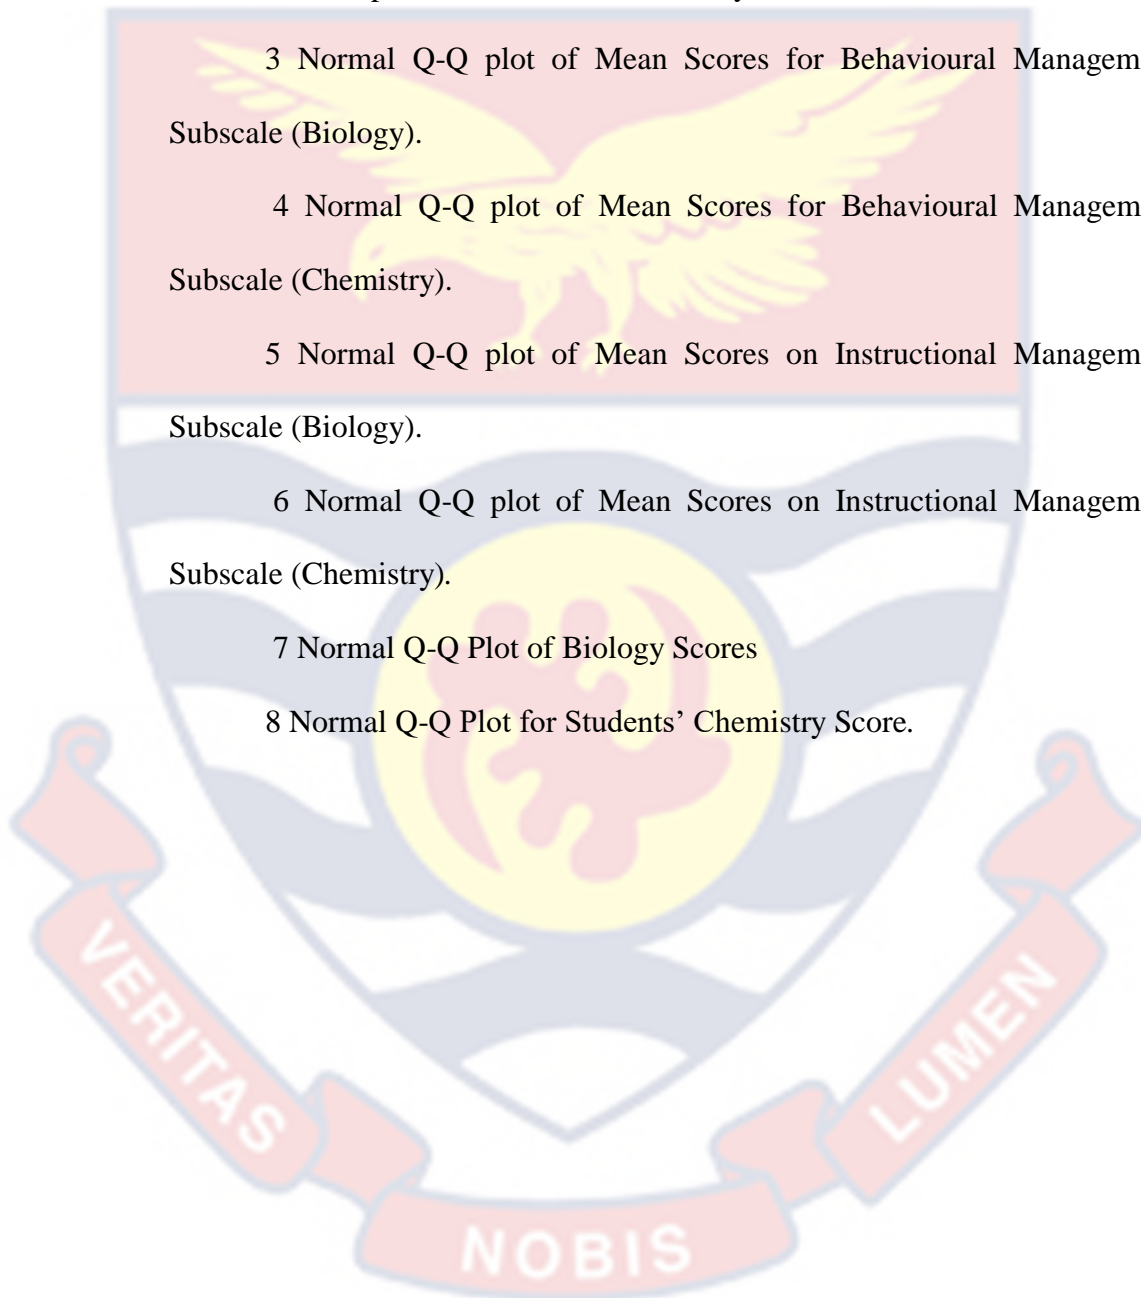 3 Normal Q-Q plot of Mean Scores for Behavioural Managem
Subscale (Biology).
4 Normal Q-Q plot of Mean Scores for Behavioural Managem
Subscale (Chemistry).
5 Normal Q-Q plot of Mean Scores on Instructional Managem
Subscale (Biology).
6 Normal Q-Q plot of Mean Scores on Instructional Managem
Subscale (Chemistry).
7 Normal Q-Q Plot of Biology Scores
8 Normal Q-Q Plot for Students’ Chemistry Score.
VERITAS
NOBIS
LUMEN